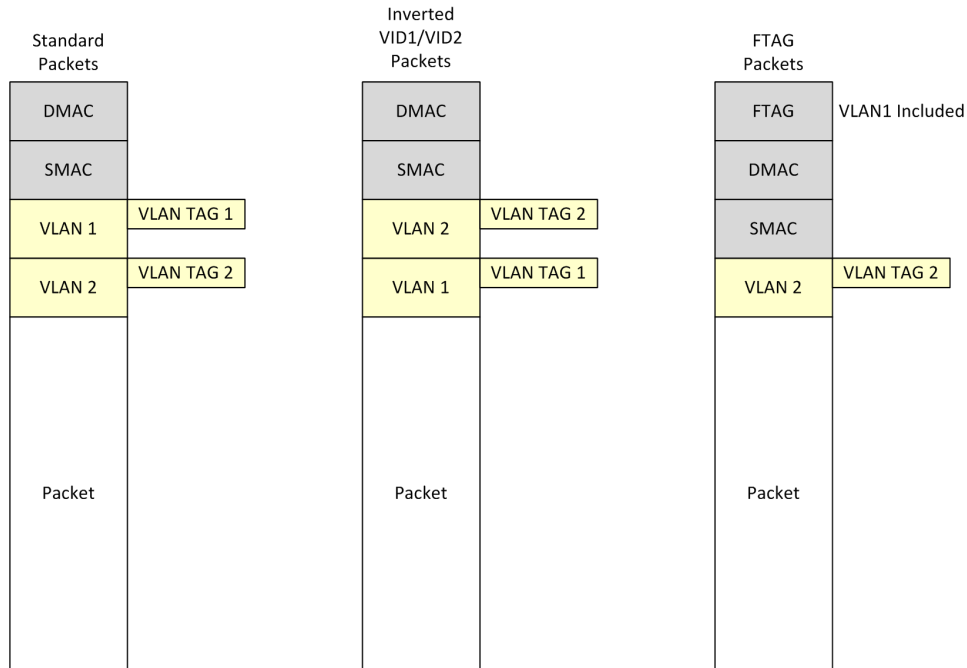 Standard
Packets
DMAC
SMAC
VLAN 1
VLAN TAG 1
VLAN 2
VLAN TAG 2
Packet
Inverted
VID1/VID2
Packets
DMAC
SMAC
VLAN 2
VLAN TAG 2
VLAN 1
VLAN TAG 1
Packet
FTAG
Packets
FTAG
VLAN1 Included
DMAC
SMAC
VLAN 2
VLAN TAG 2
Packet